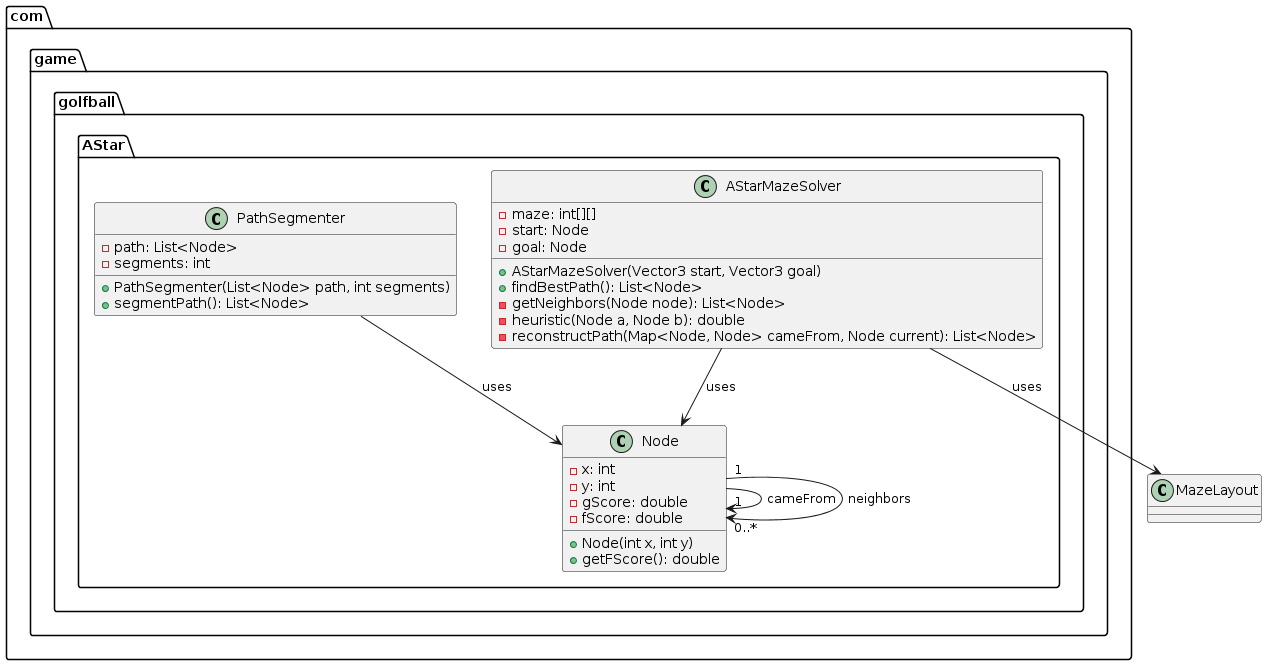 com
game
golfball
AStar
C PathSegmenter
path: List<Node>
segments: int
PathSegmenter(List<Node> path, int segments)
segmentPath(): List<Node>
C AStarMazeSolver
maze: int[][]
start: Node
goal: Node
AStarMazeSolver(Vector3 start, Vector3 goal)
findBestPath(): List<Node>
getNeighbors(Node node): List<Node>
heuristic(Node a, Node b): double
reconstructPath(Map<Node, Node> cameFrom, Node current): List<Node>
uses
uses
uses
C Node
x: int
y: int
gScore: double
fScore: double
Node(int x, int y)
getFScore(): double
1
1
cameFrom
neighbors
0..*
C MazeLayout